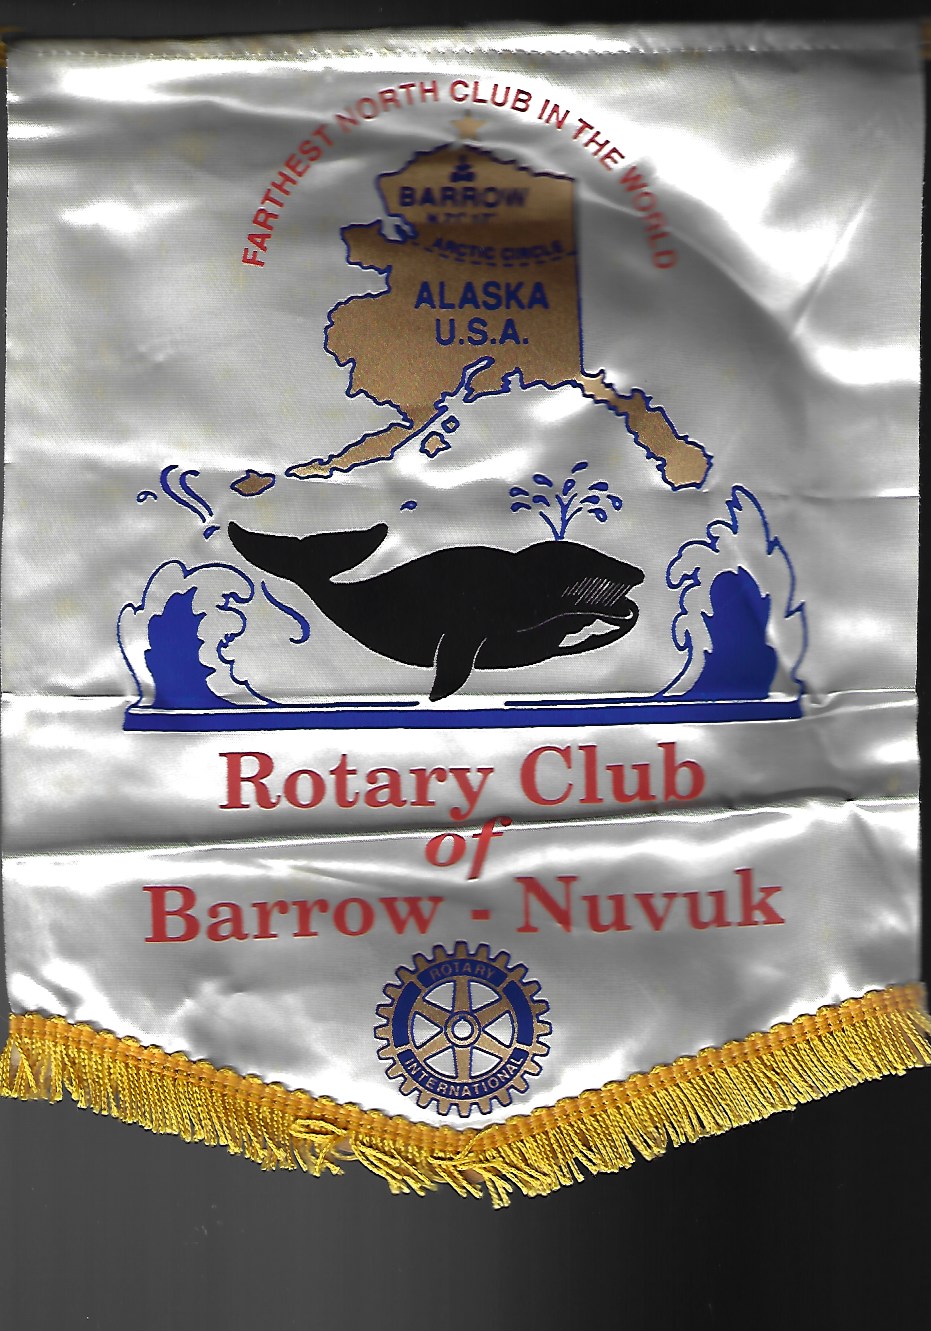 FARTHEST NORTH CLUB IN THE WORLD
BARROW
ARCTIC CIRCLE
ALASKA
U.S.A.
Rotary Club
of
Barrow - Nuvuk
ROTARY
INTERNATIONAL